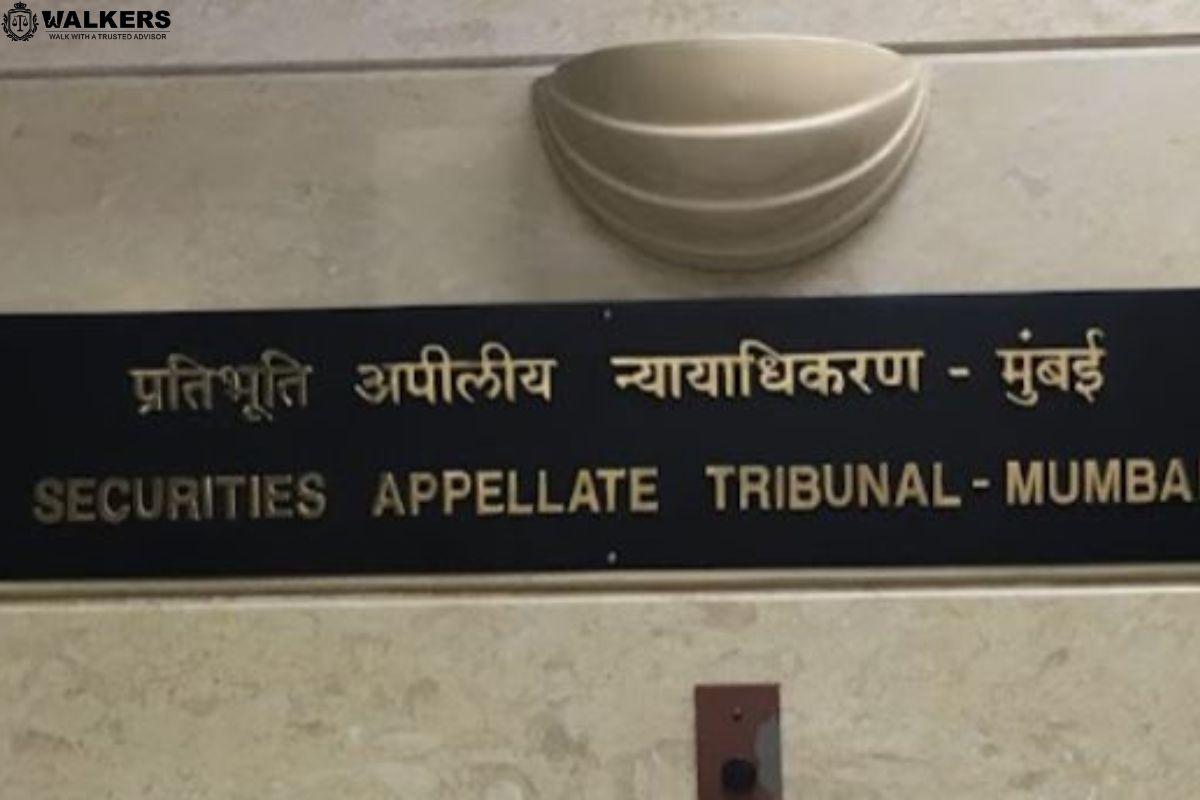 WALKERS
WALK WITH A TRUSTED ADVISOR
प्रतिभूति अपीलीय न्यायाधिकरण - मुंबई
SECURITIES APPELLATE TRIBUNAL - MUMBA